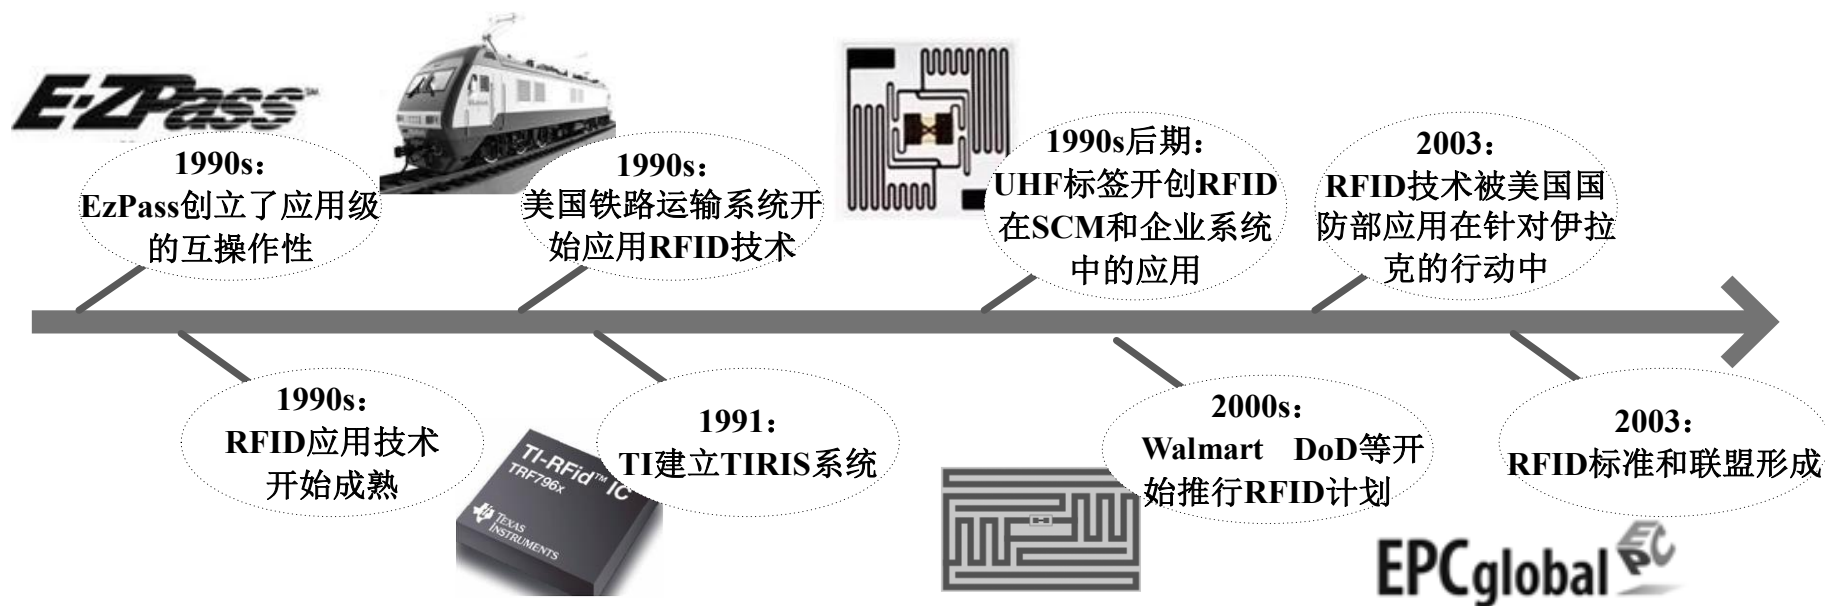 E-ZPass SM
1990s：
EzPass创立了应用级
的互操作性
1990s：
美国铁路运输系统开
始应用RFID技术
1990s后期：
UHF标签开创RFID
在SCM和企业系统
中的应用
2003：
RFID技术被美国国
防部应用在针对伊拉
克的行动中
1990s：
RFID应用技术
开始成熟
TI-RFid™ IC
TRF796x
TEXAS
INSTRUMENTS
1991：
TI建立TIRIS系统
2000s：
Walmart DoD等开
始推行RFID计划
2003：
RFID标准和联盟形成
EPCglobal
EPC